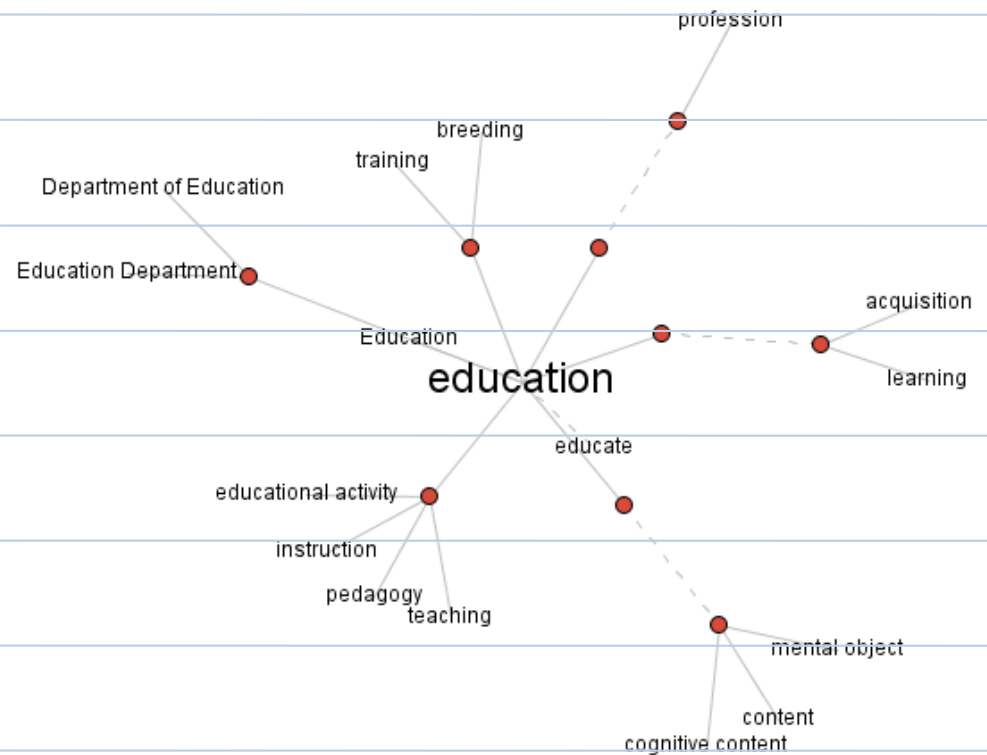 profession
breeding
training
Department of Education
Education Department
acquisition
Education
education
learning
educate
educational activity
instruction
pedagogy
teaching
mental object
content
cognitive content